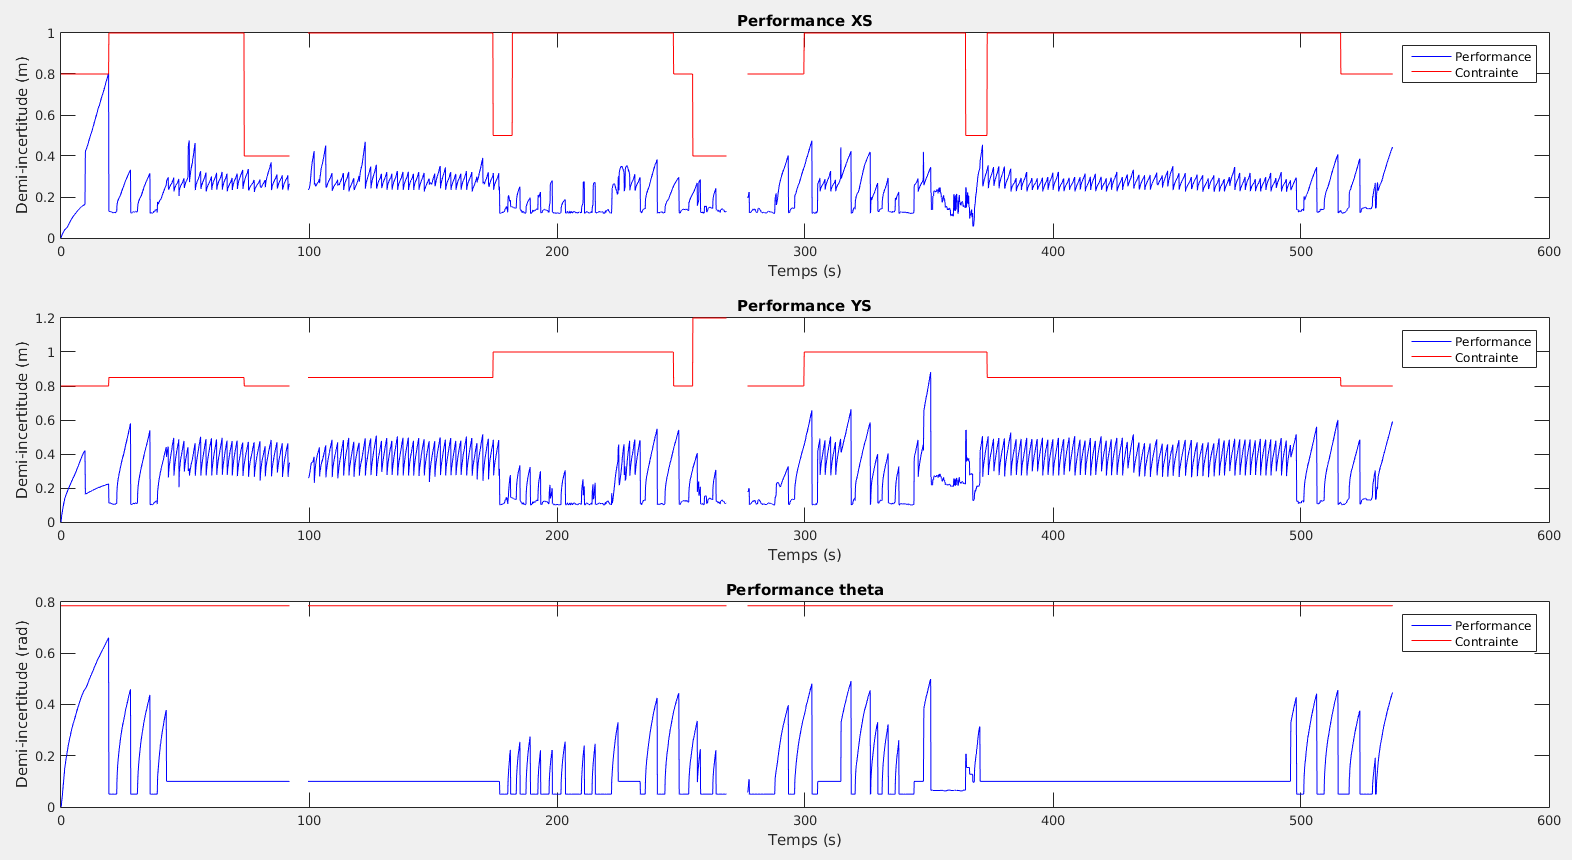 Performance XS
Demi-incertitude (m)
1
0.8
0.6
0.4
0.2
0
Performance
Contrainte
0 100 200 300 400 500 600
Temps (s)
Performance YS
Demi-incertitude (m)
1.2
1
0.8
0.6
0.4
0.2
0
Performance
Contrainte
0 100 200 300 400 500 600
Temps (s)
Performance theta
Demi-incertitude (rad)
0.8
0.6
0.4
0.2
0
Performance
Contrainte
0 100 200 300 400 500 600
Temps (s)